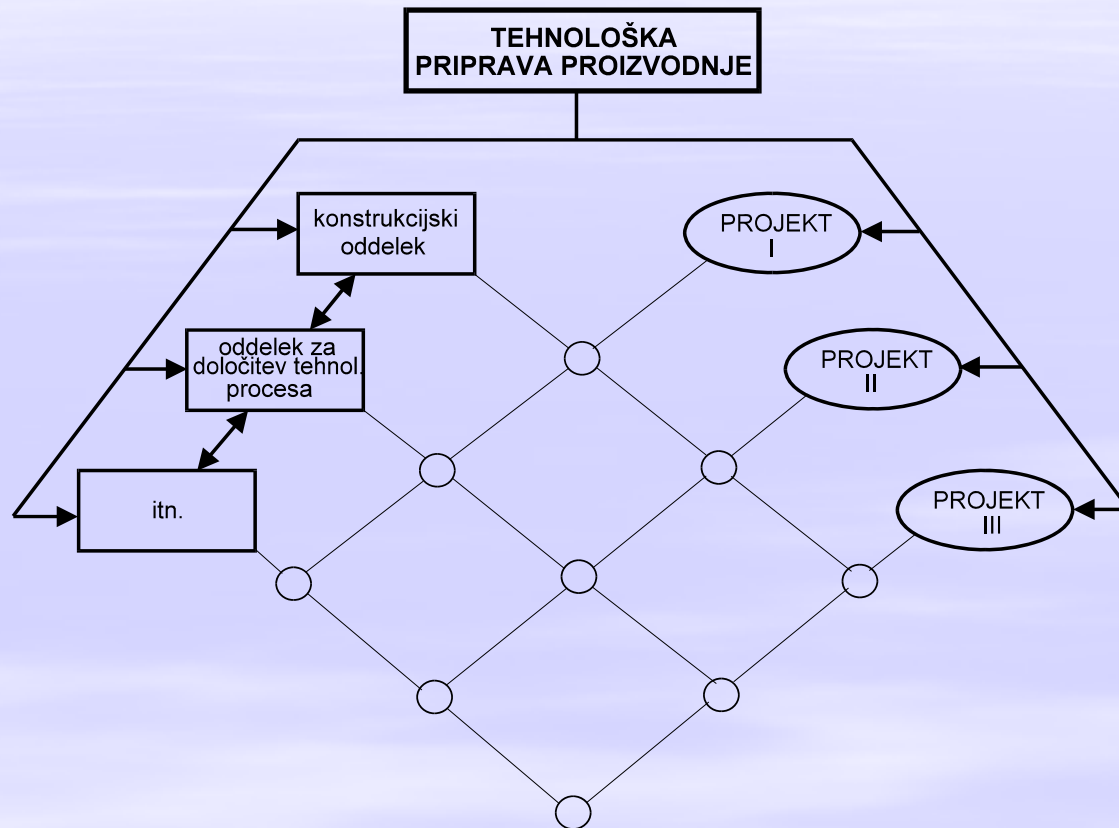 TEHNOLOŠKA
PRIPRAVA PROIZVODNJE
konstrukcijski
oddelek
PROJEKT
I
oddelek za
določitev tehnol.
procesa
PROJEKT
II
itn.
PROJEKT
III